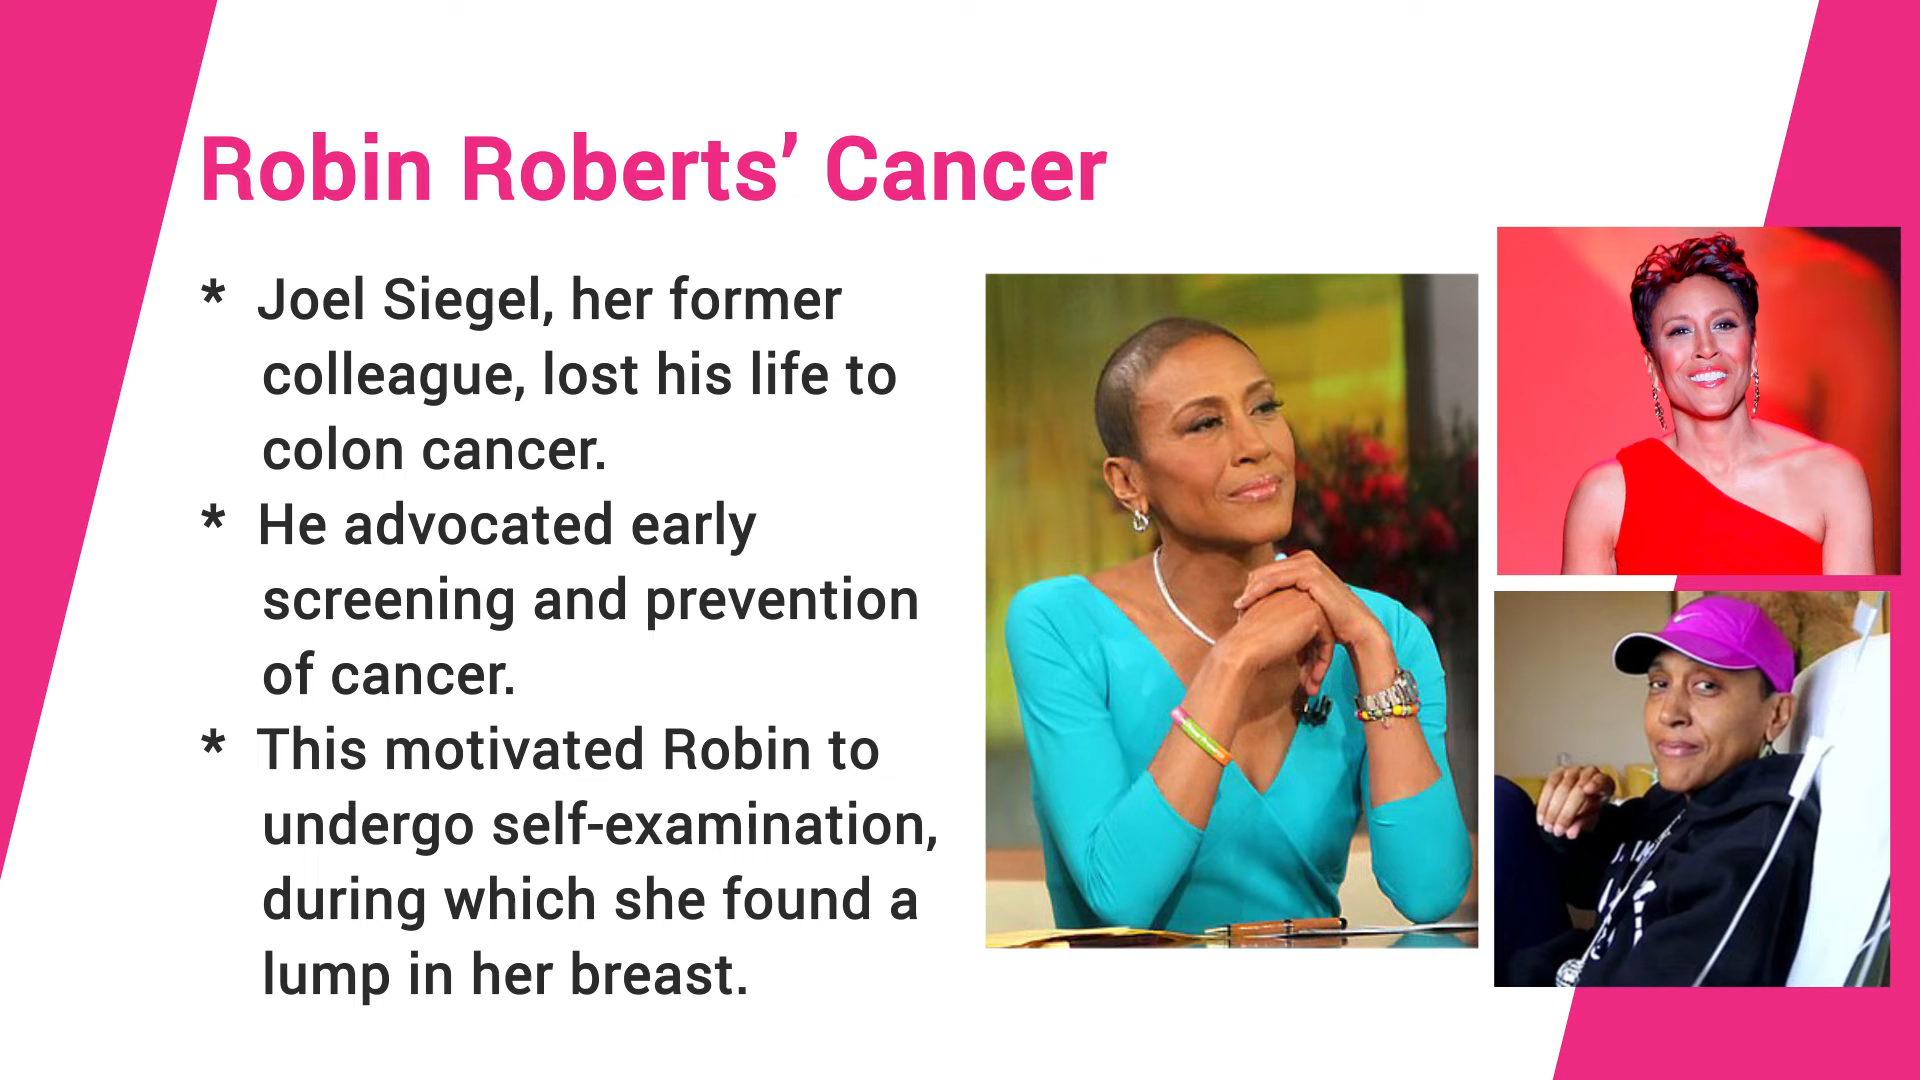 Robin Roberts’ Cancer
* Joel Siegel, her former
colleague, lost his life to
colon cancer.
* He advocated early
screening and prevention
of cancer.
* This motivated Robin to
undergo self-examination,
during which she found a
lump in her breast.